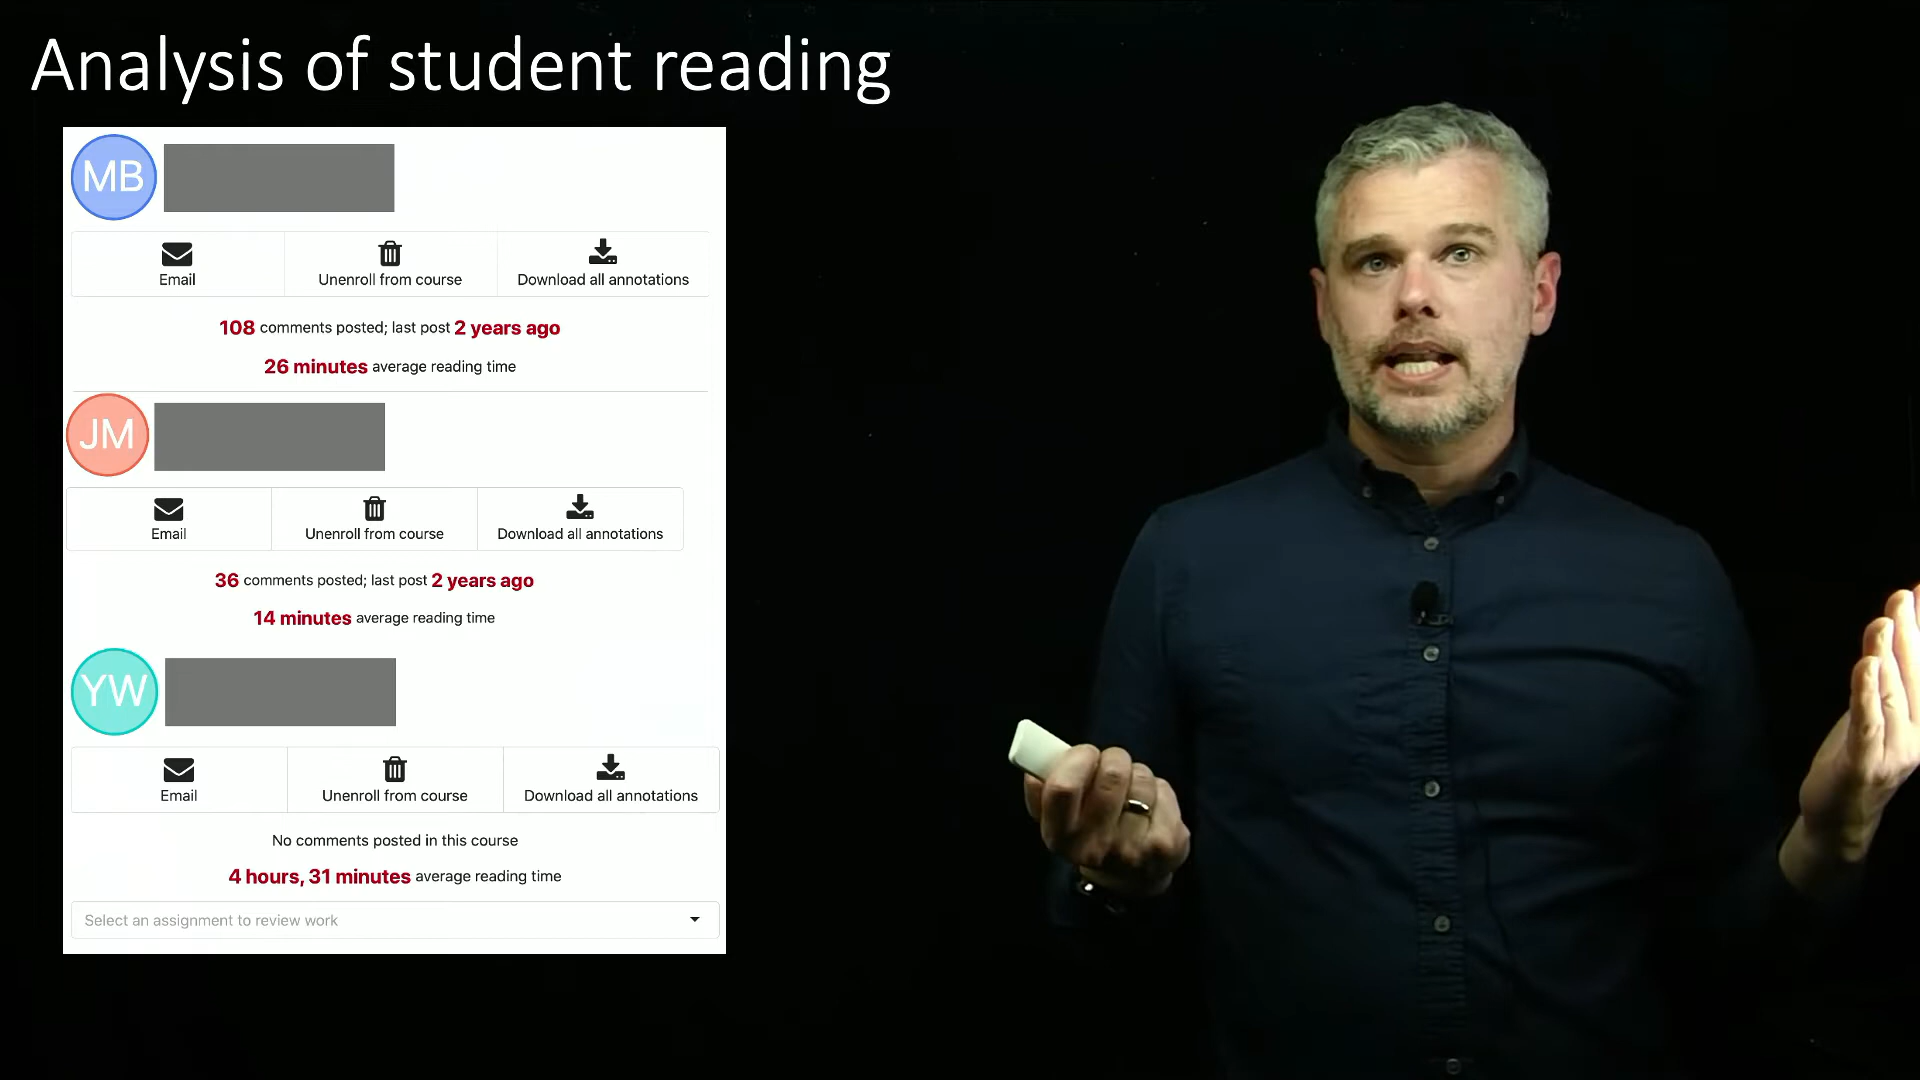 Analysis of student reading
MB
Email Unenroll from course Download all annotations
108 comments posted; last post 2 years ago
26 minutes average reading time
JM
Email Unenroll from course Download all annotations
36 comments posted; last post 2 years ago
14 minutes average reading time
YW
Email Unenroll from course Download all annotations
No comments posted in this course
4 hours, 31 minutes average reading time
Select an assignment to review work